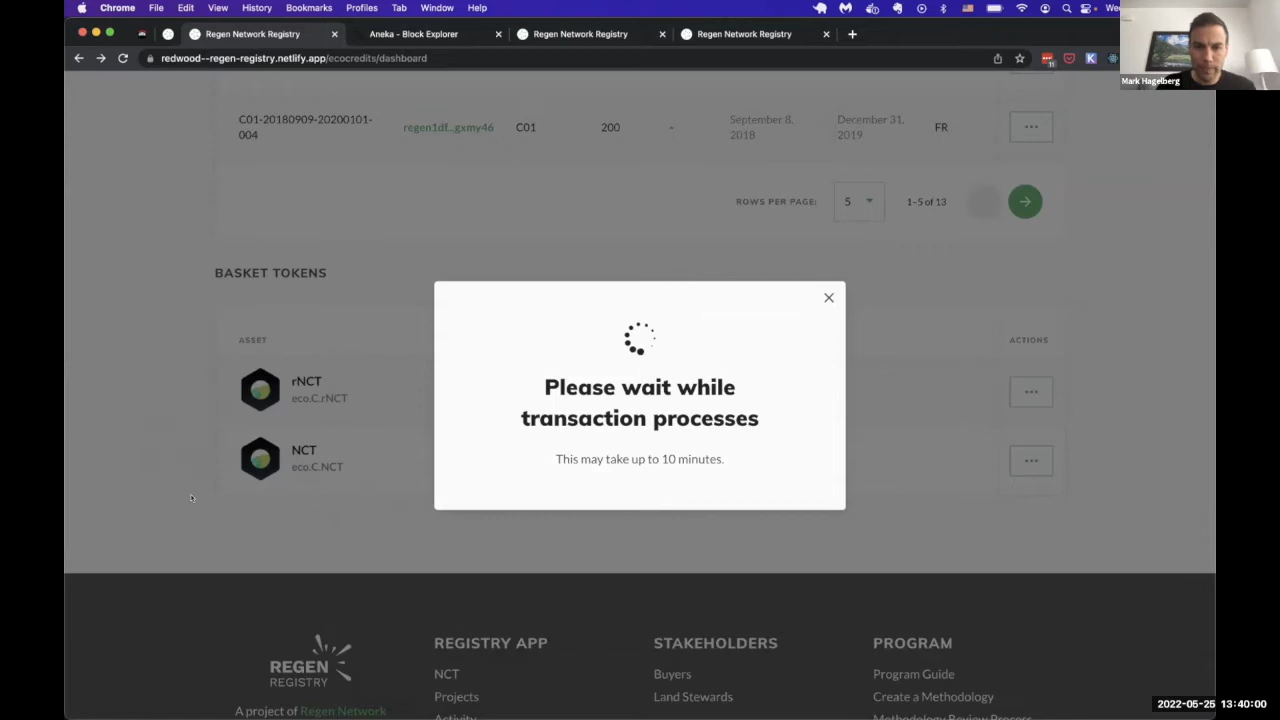 Chrome File Edit View History Bookmarks Profiles Tab Window Help
Regen Network Registry
Aneka - Block Explorer
Regen Network Registry
Regen Network Registry
redwood--regen-registry.netlify.app/ecocredits/dashboard
11
Mark Hagelberg
C01-20180909-20200101-
004
regen1df...gxmy46
C01
200
-
September 8,
2018
December 31,
2019
FR
ROWS PER PAGE: 5 1–5 of 13
BASKET TOKENS
ASSET
ACTIONS
rNCT
eco.C.rNCT
NCT
eco.C.NCT
Please wait while
transaction processes
This may take up to 10 minutes.
REGEN
REGISTRY
A project of Regen Network
REGISTRY APP
NCT
Projects
Activity
STAKEHOLDERS
Buyers
Land Stewards
PROGRAM
Program Guide
Create a Methodology
Methodology Review Process
2022-05-25 13:40:00